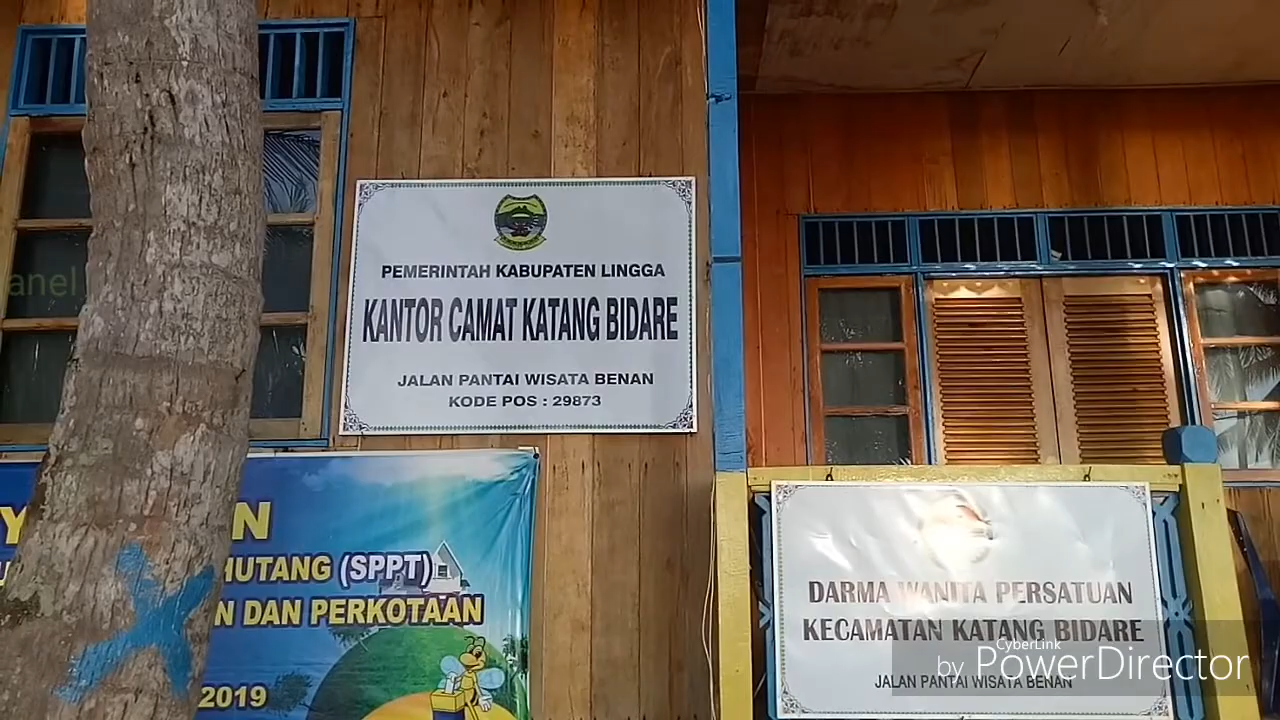 PEMERINTAH KABUPATEN LINGGA
KANTOR CAMAT KATANG BIDARE
JALAN PANTAI WISATA BENAN
KODE POS : 29873
anel
(SPPT)
DAN PERKOTAAN
2019
DARMA WANITA PERSATUAN
KECAMATAN KATANG BIDARE
JALAN PANTAI WISATA BENAN
CyberLink
by PowerDirector